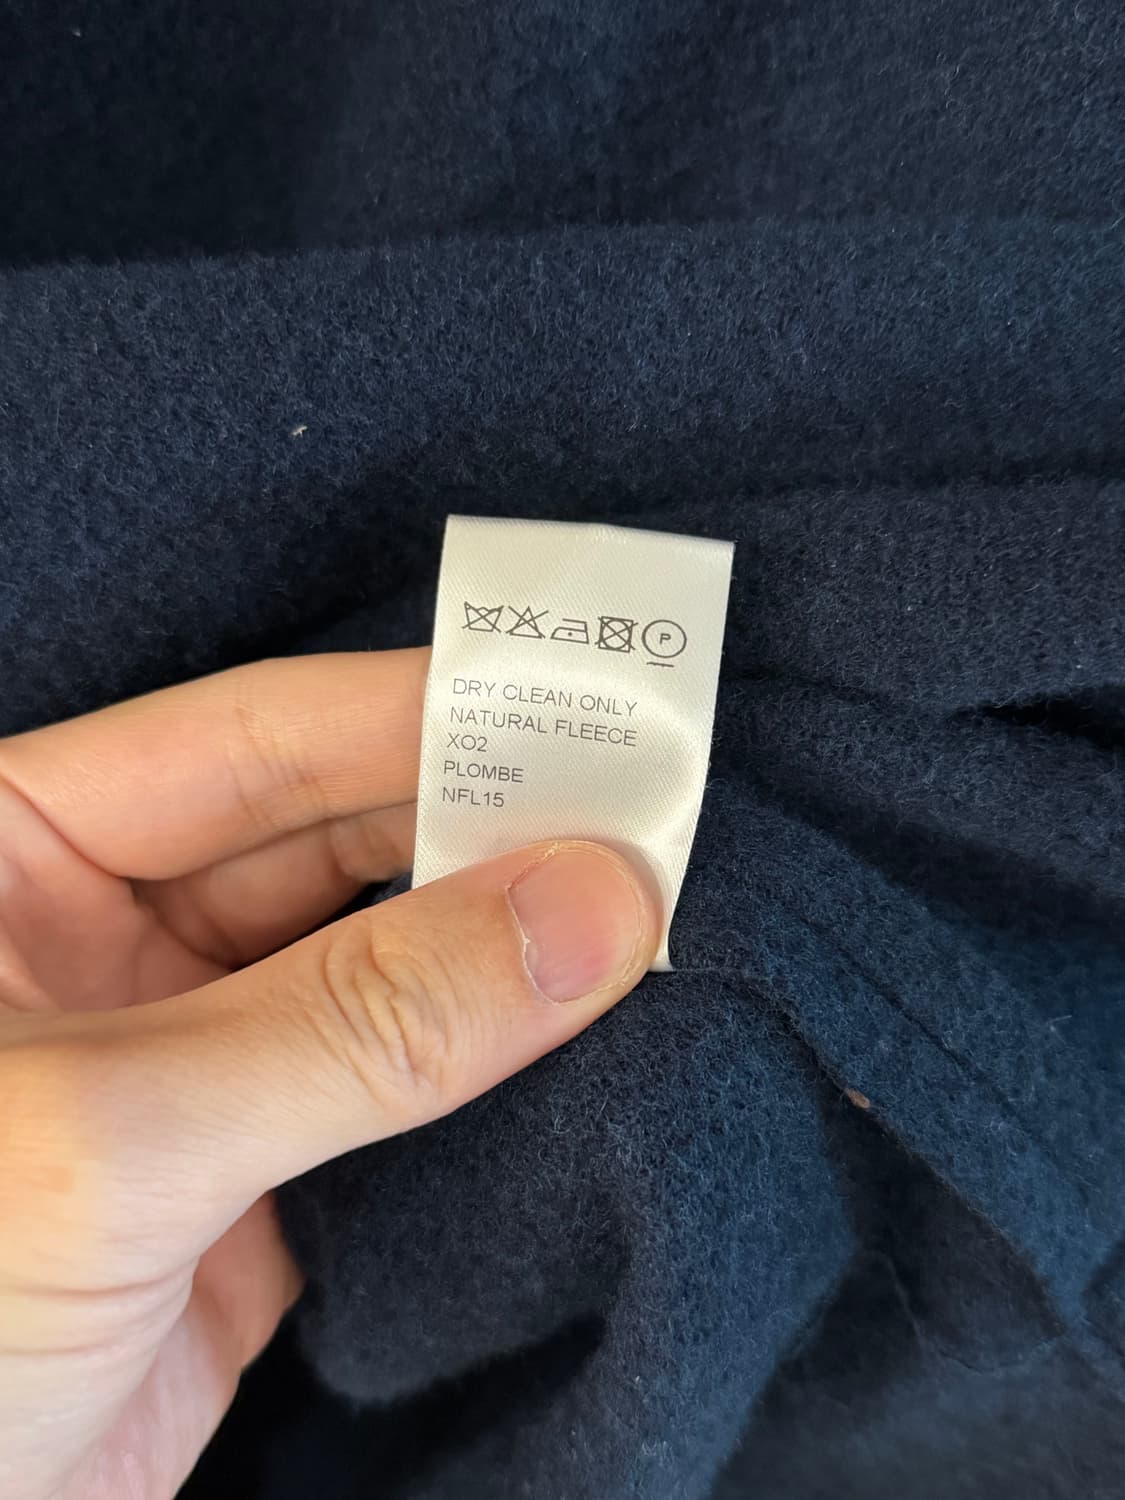 P
DRY CLEAN ONLY
NATURAL FLEECE
XO2
PLOMBE
NFL15